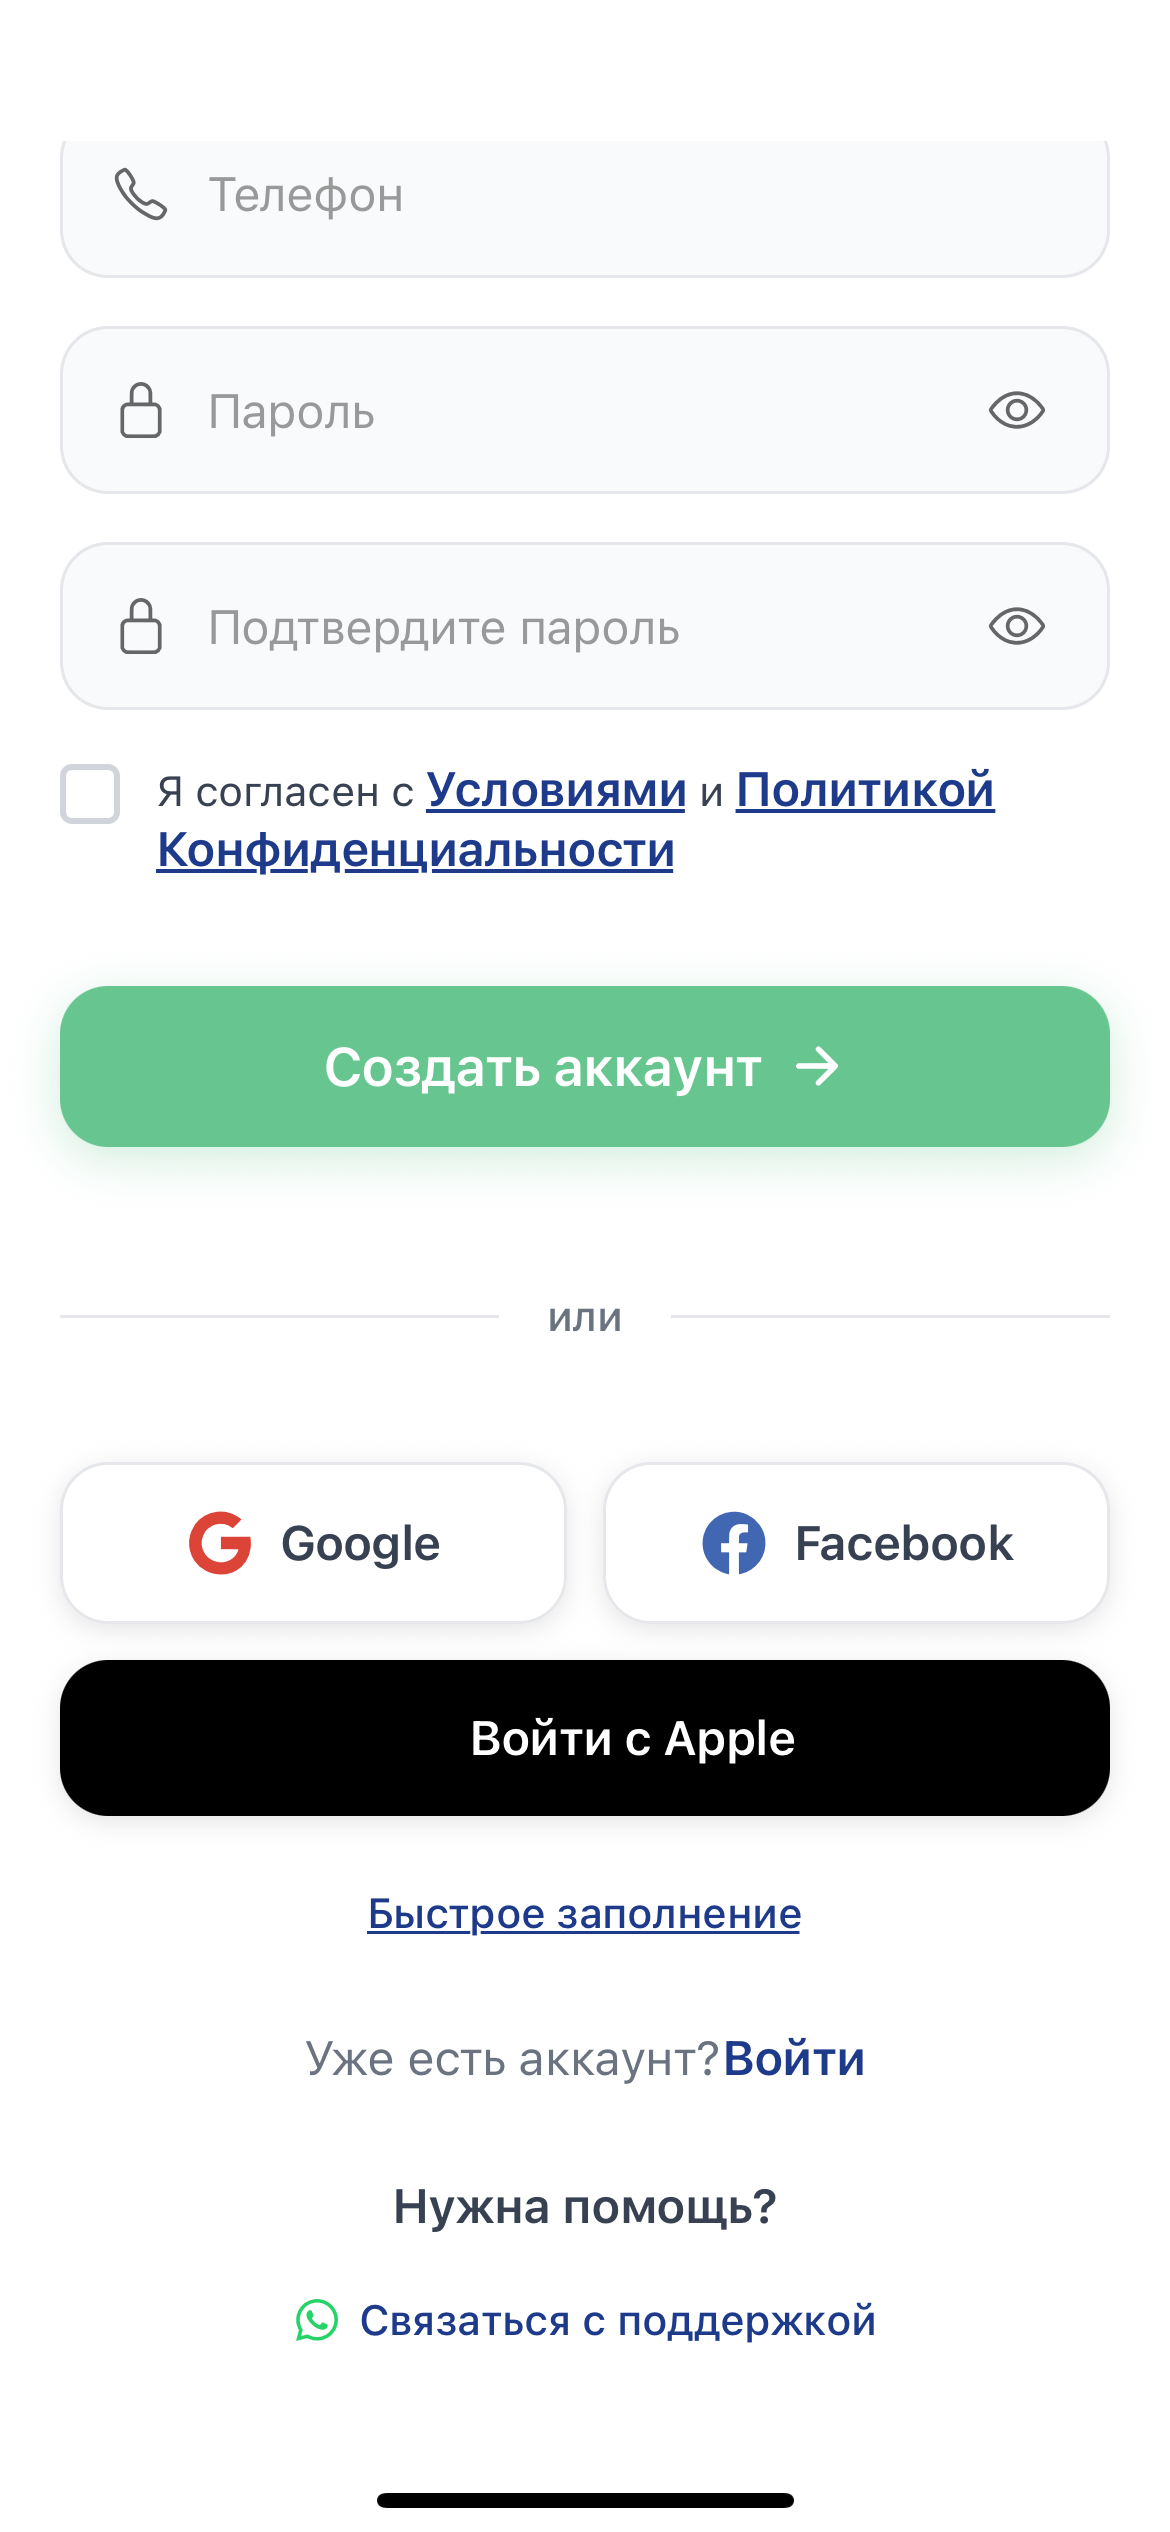 Телефон
Пароль
Подтвердите пароль
Я согласен с Условиями и Политикой
Конфиденциальности
Создать аккаунт
или
Google
Facebook
Войти с Apple
Быстрое заполнение
Уже есть аккаунт?Войти
Нужна помощь?
Связаться с поддержкой